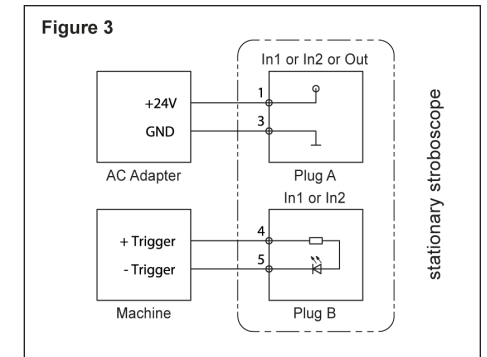 Figure 3
In1 or In2 or Out
+24V
1
GND
3
AC Adapter
Plug A
In1 or In2
+ Trigger
4
- Trigger
5
Machine
Plug B
stationary stroboscope